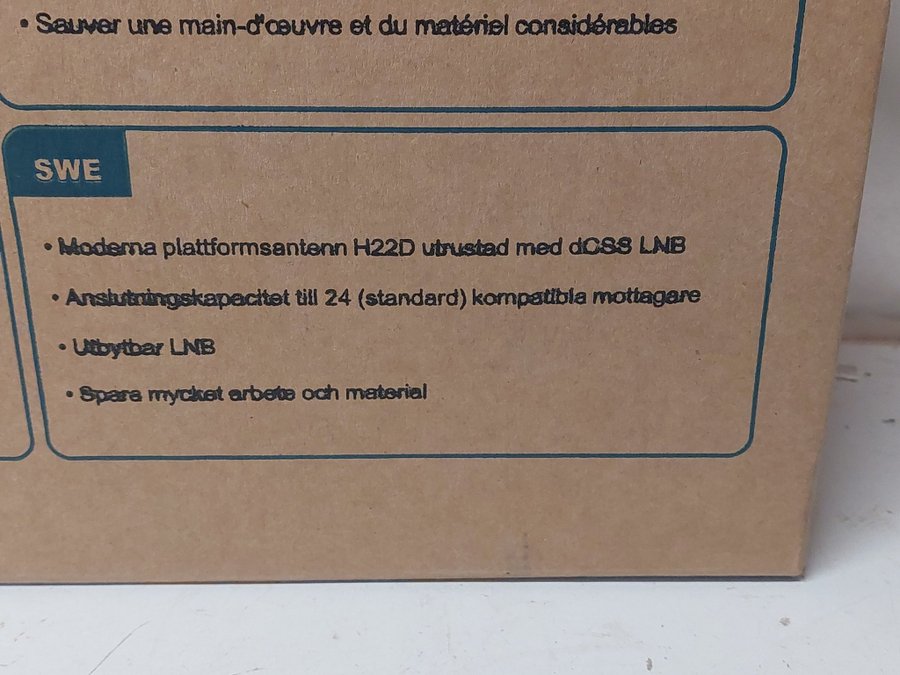 • Sauver une main-d'œuvre et du matériel considérables
SWE
• Moderna plattformsantenn H22D utrustad med dCSS LNB
• Anslutningskapacitet till 24 (standard) kompatibla mottagare
• Utbytbar LNB
• Spara mycket arbete och material